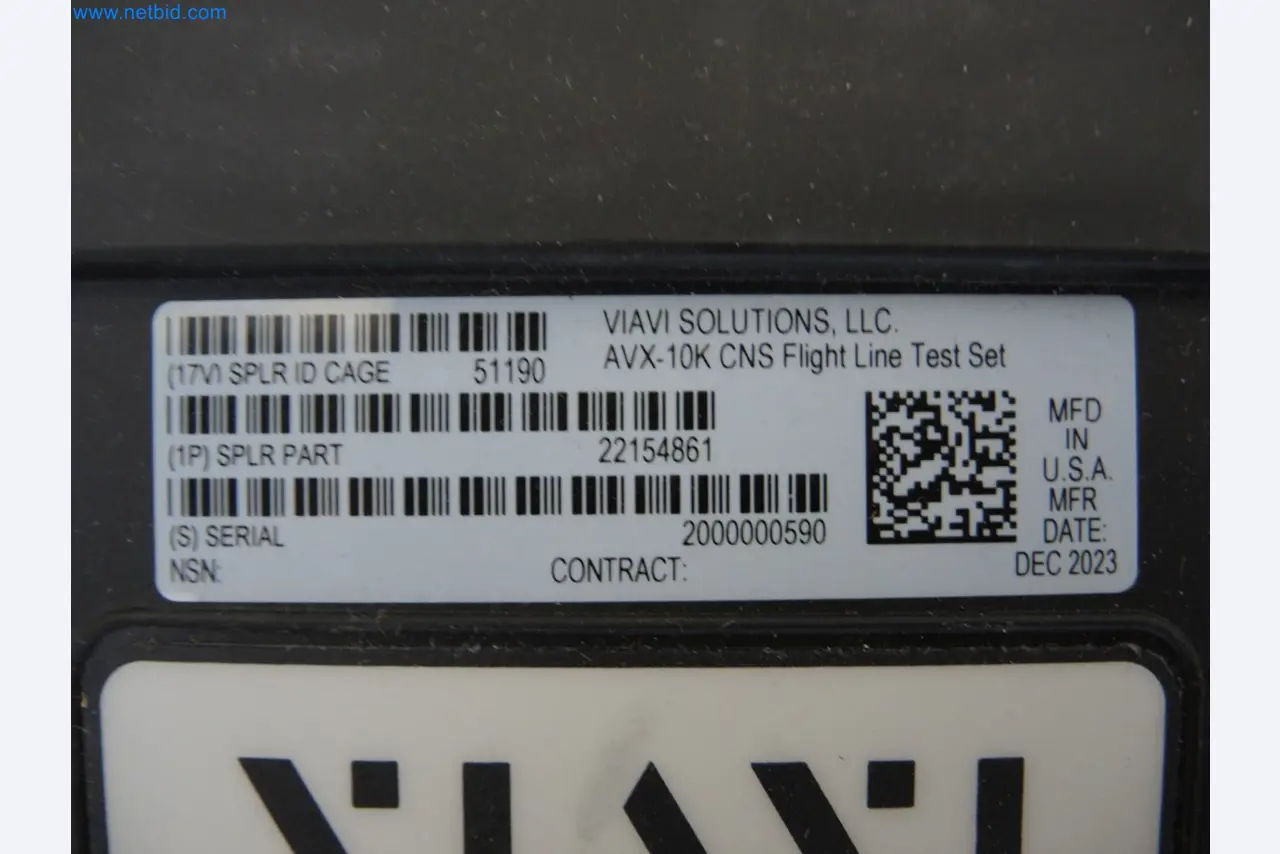 www.netbid.com
VIAVI SOLUTIONS, LLC.
AVX-10K CNS Flight Line Test Set
(17V) SPLR ID CAGE 51190
(1P) SPLR PART 22154861
(S) SERIAL 2000000590
NSN: CONTRACT:
MFD
IN
U.S.A.
MFR
DATE:
DEC 2023
VIAVI